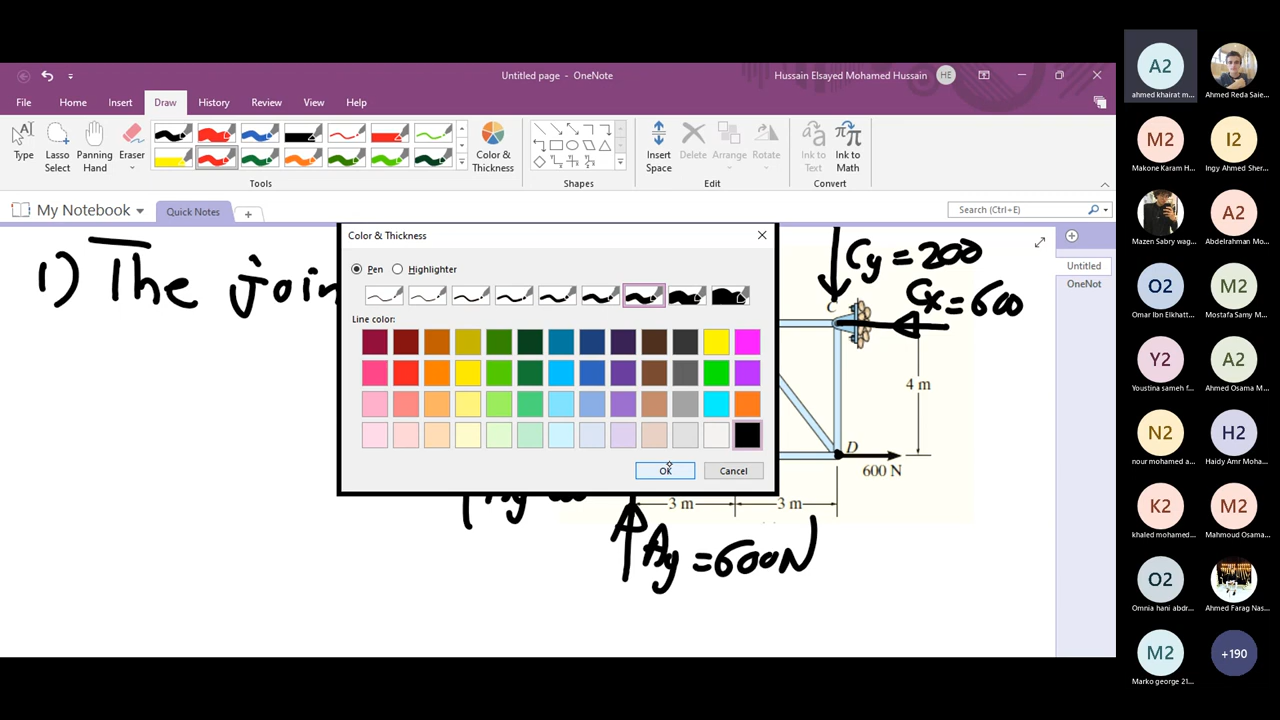 Untitled page - OneNote
Hussain Elsayed Mohamed Hussain HE
File Home Insert Draw History Review View Help
Type
Lasso Select
Panning Hand
Eraser
Color & Thickness
Insert Space
Delete
Arrange
Rotate
Ink to Text
Ink to Math
Tools
Shapes
Edit
Convert
My Notebook
Quick Notes
Search (Ctrl+E)
Untitled
OneNot
1) The join
Color & Thickness
Pen
Highlighter
Line color:
OK
Cancel
Cy = 200
Cx = 600
C
4 m
D
600 N
3 m
3 m
Ay
Ay = 600N
A2
ahmed khairat m...
Ahmed Reda Saie...
M2
Makone Karam H...
I2
Ingy Ahmed Sher...
Mazen Sabry wag...
A2
Abdelrahman Mo...
O2
Omar Ibn Elkhatt...
M2
Mostafa Samy M...
Y2
Youstina sameh f...
A2
Ahmed Osama M...
N2
nour mohamed a...
H2
Haidy Amr Moha...
K2
khaled mohamed...
M2
Mahmoud Osama...
O2
Omnia hani abdr...
Ahmed Farag Nas...
M2
Marko george 21...
+190